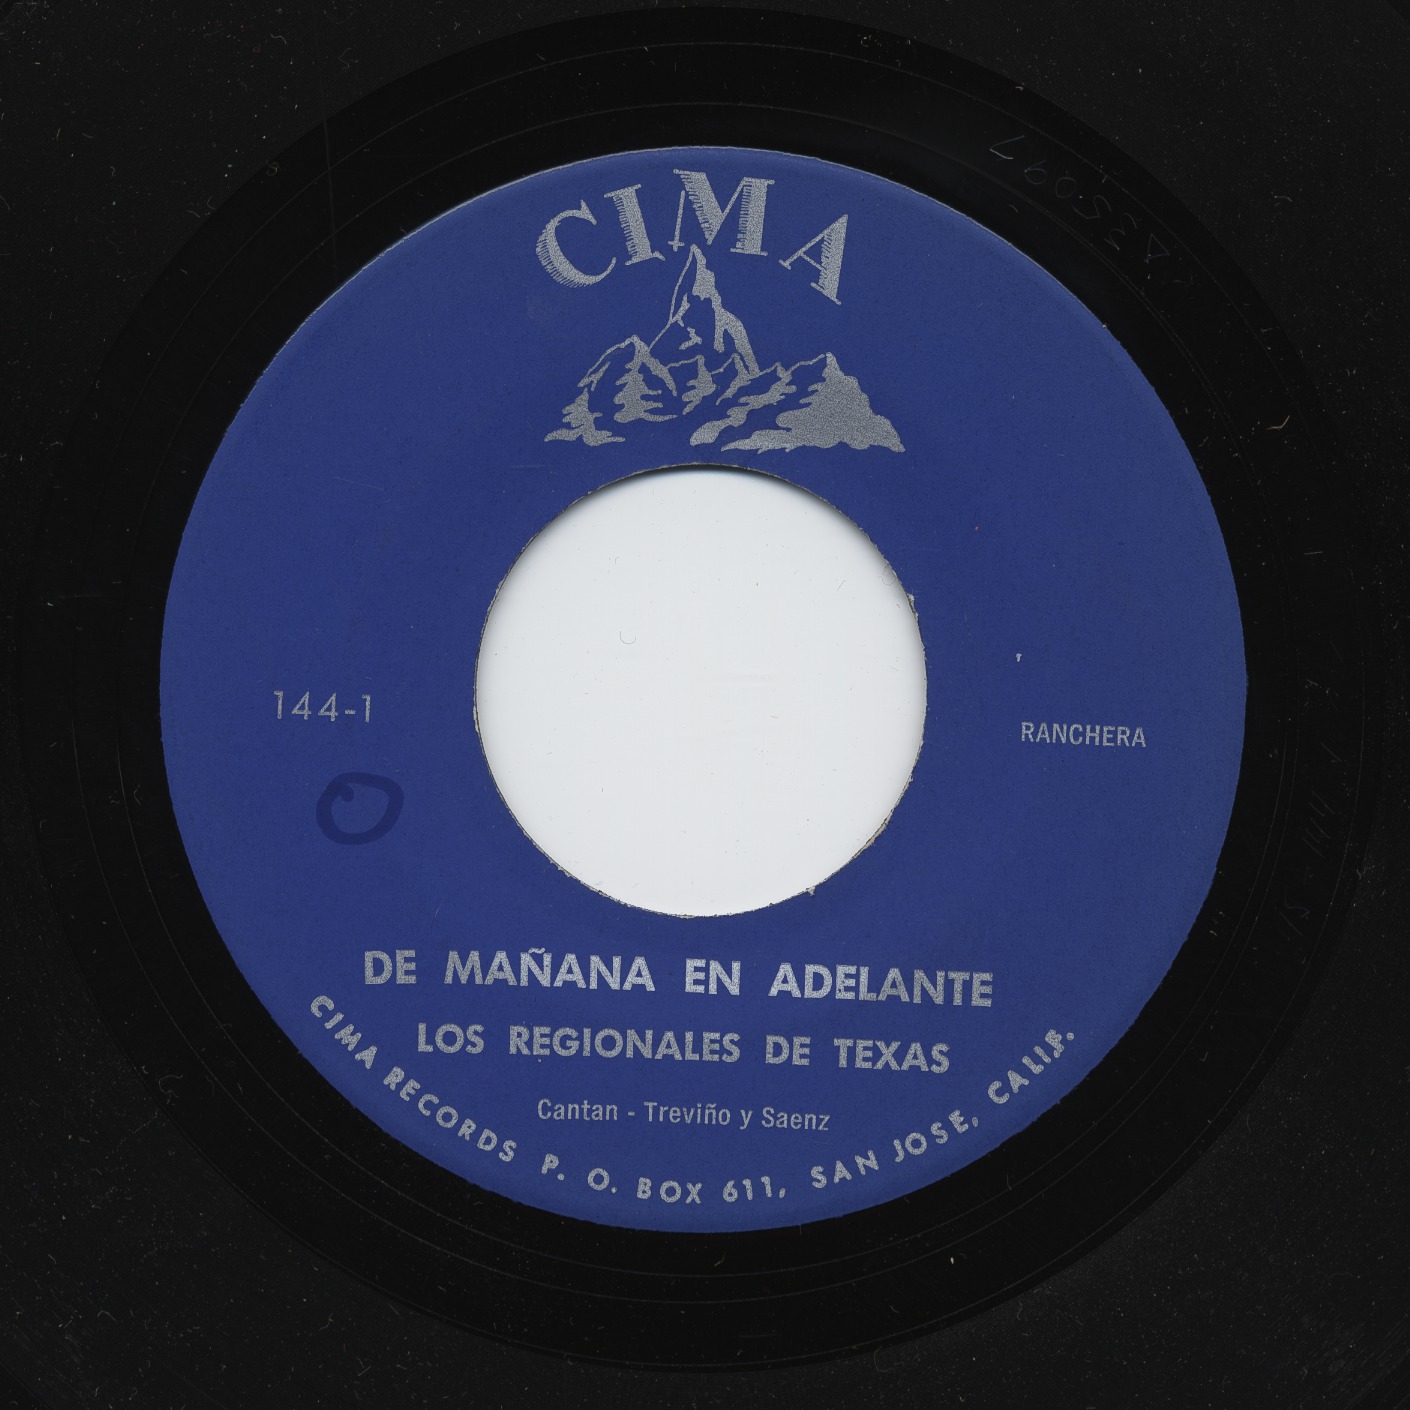 CIMA
144-1
RANCHERA
O
DE MAÑANA EN ADELANTE
LOS REGIONALES DE TEXAS
Cantan - Treviño y Saenz
CIMA RECORDS P. O. BOX 611, SAN JOSE, CALIF.